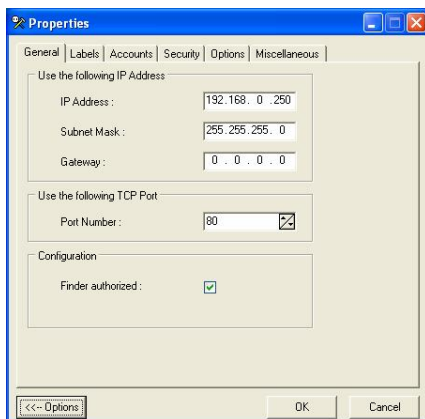 Properties
General Labels Accounts Security Options Miscellaneous
Use the following IP Address
IP Address : 192.168. 0 .250
Subnet Mask : 255.255.255. 0
Gateway : 0 . 0 . 0 . 0
Use the following TCP Port
Port Number : 80
Configuration
Finder authorized :
<<-- Options OK Cancel